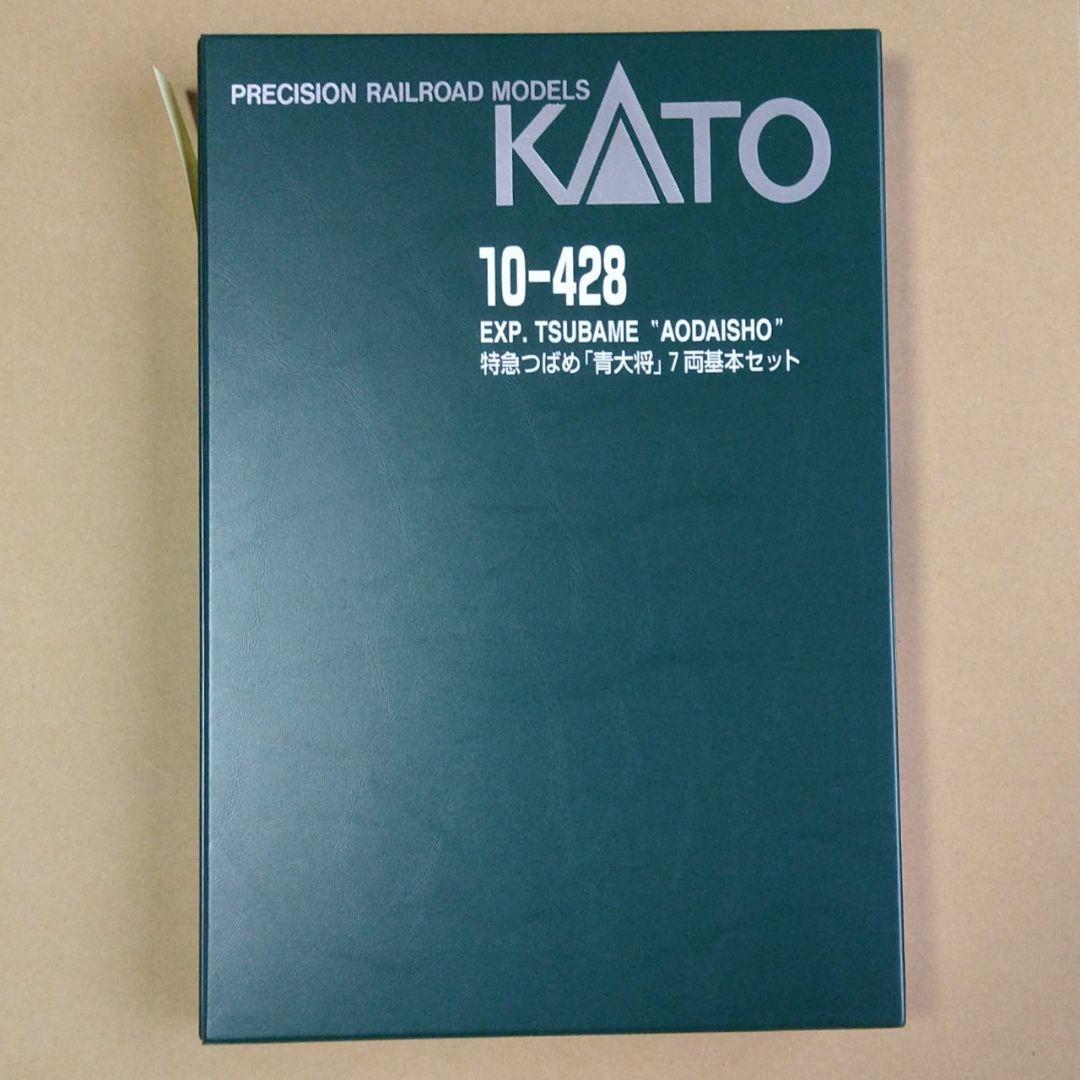 PRECISION RAILROAD MODELS
KATO
10-428
EXP. TSUBAME "AODAISHO"
特急つばめ「青大将」7両基本セット